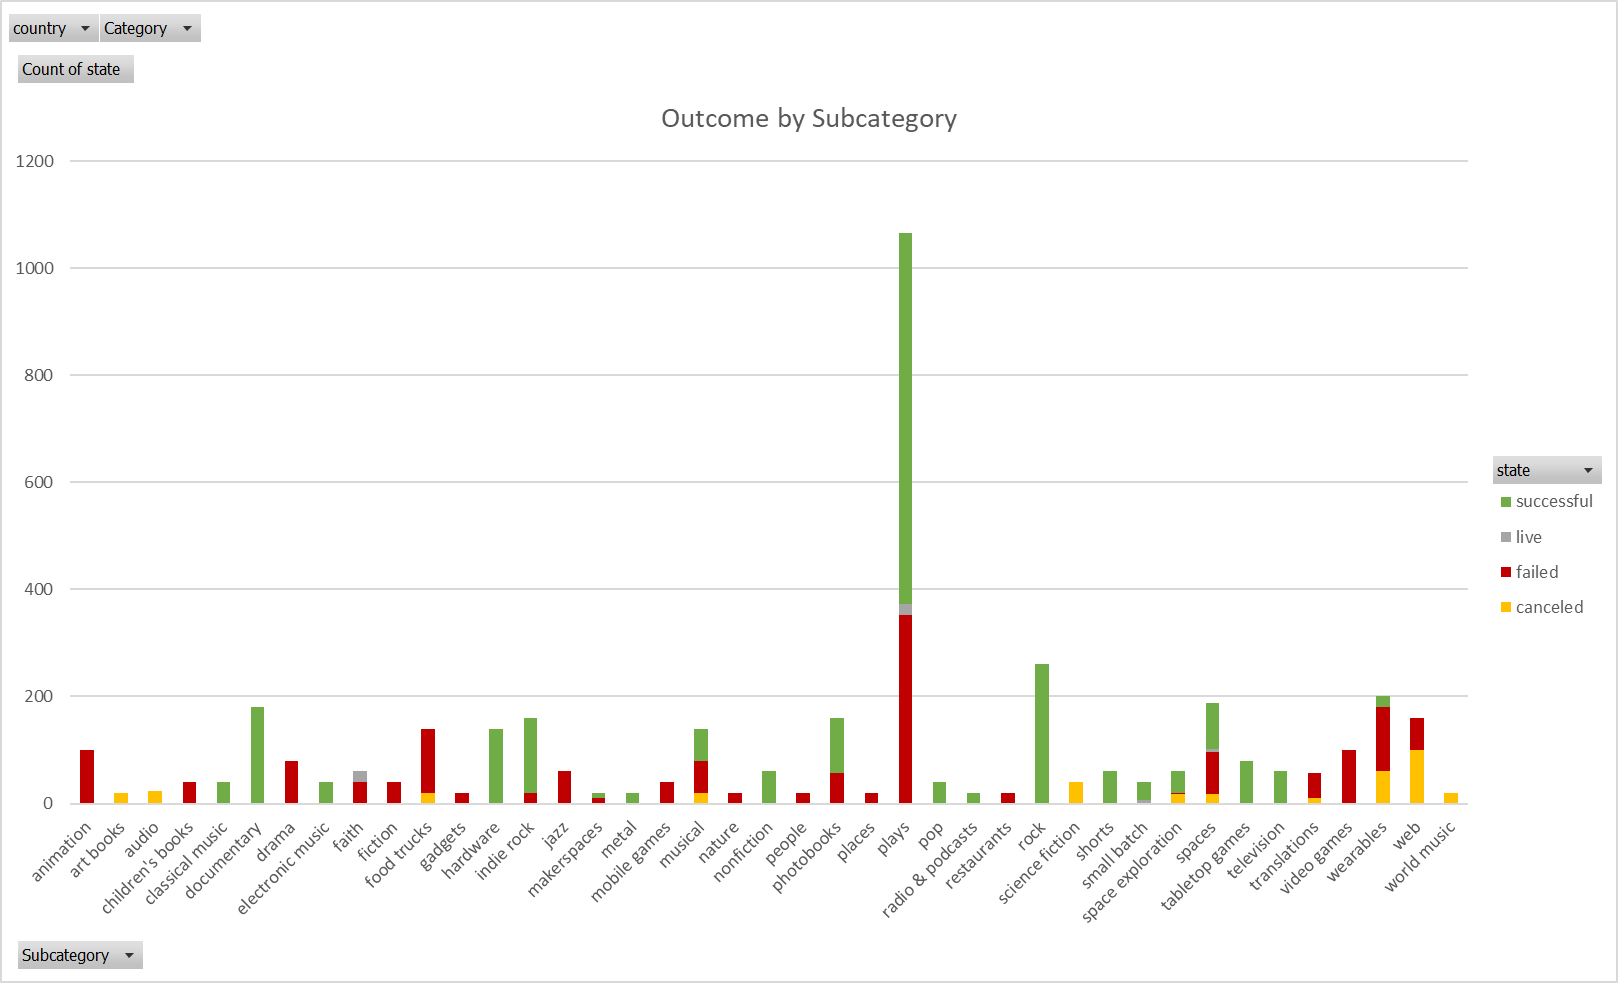 country Category
Count of state
Outcome by Subcategory
1200
1000
800
600
400
200
0
state
successful
live
failed
canceled
animation
art books
audio
children's books
classical music
documentary
drama
electronic music
faith
fiction
food trucks
gadgets
hardware
indie rock
jazz
makerspaces
metal
mobile games
musical
nature
nonfiction
people
photobooks
places
plays
pop
radio & podcasts
restaurants
rock
science fiction
shorts
small batch
space exploration
spaces
tabletop games
television
translations
video games
wearables
web
world music
Subcategory